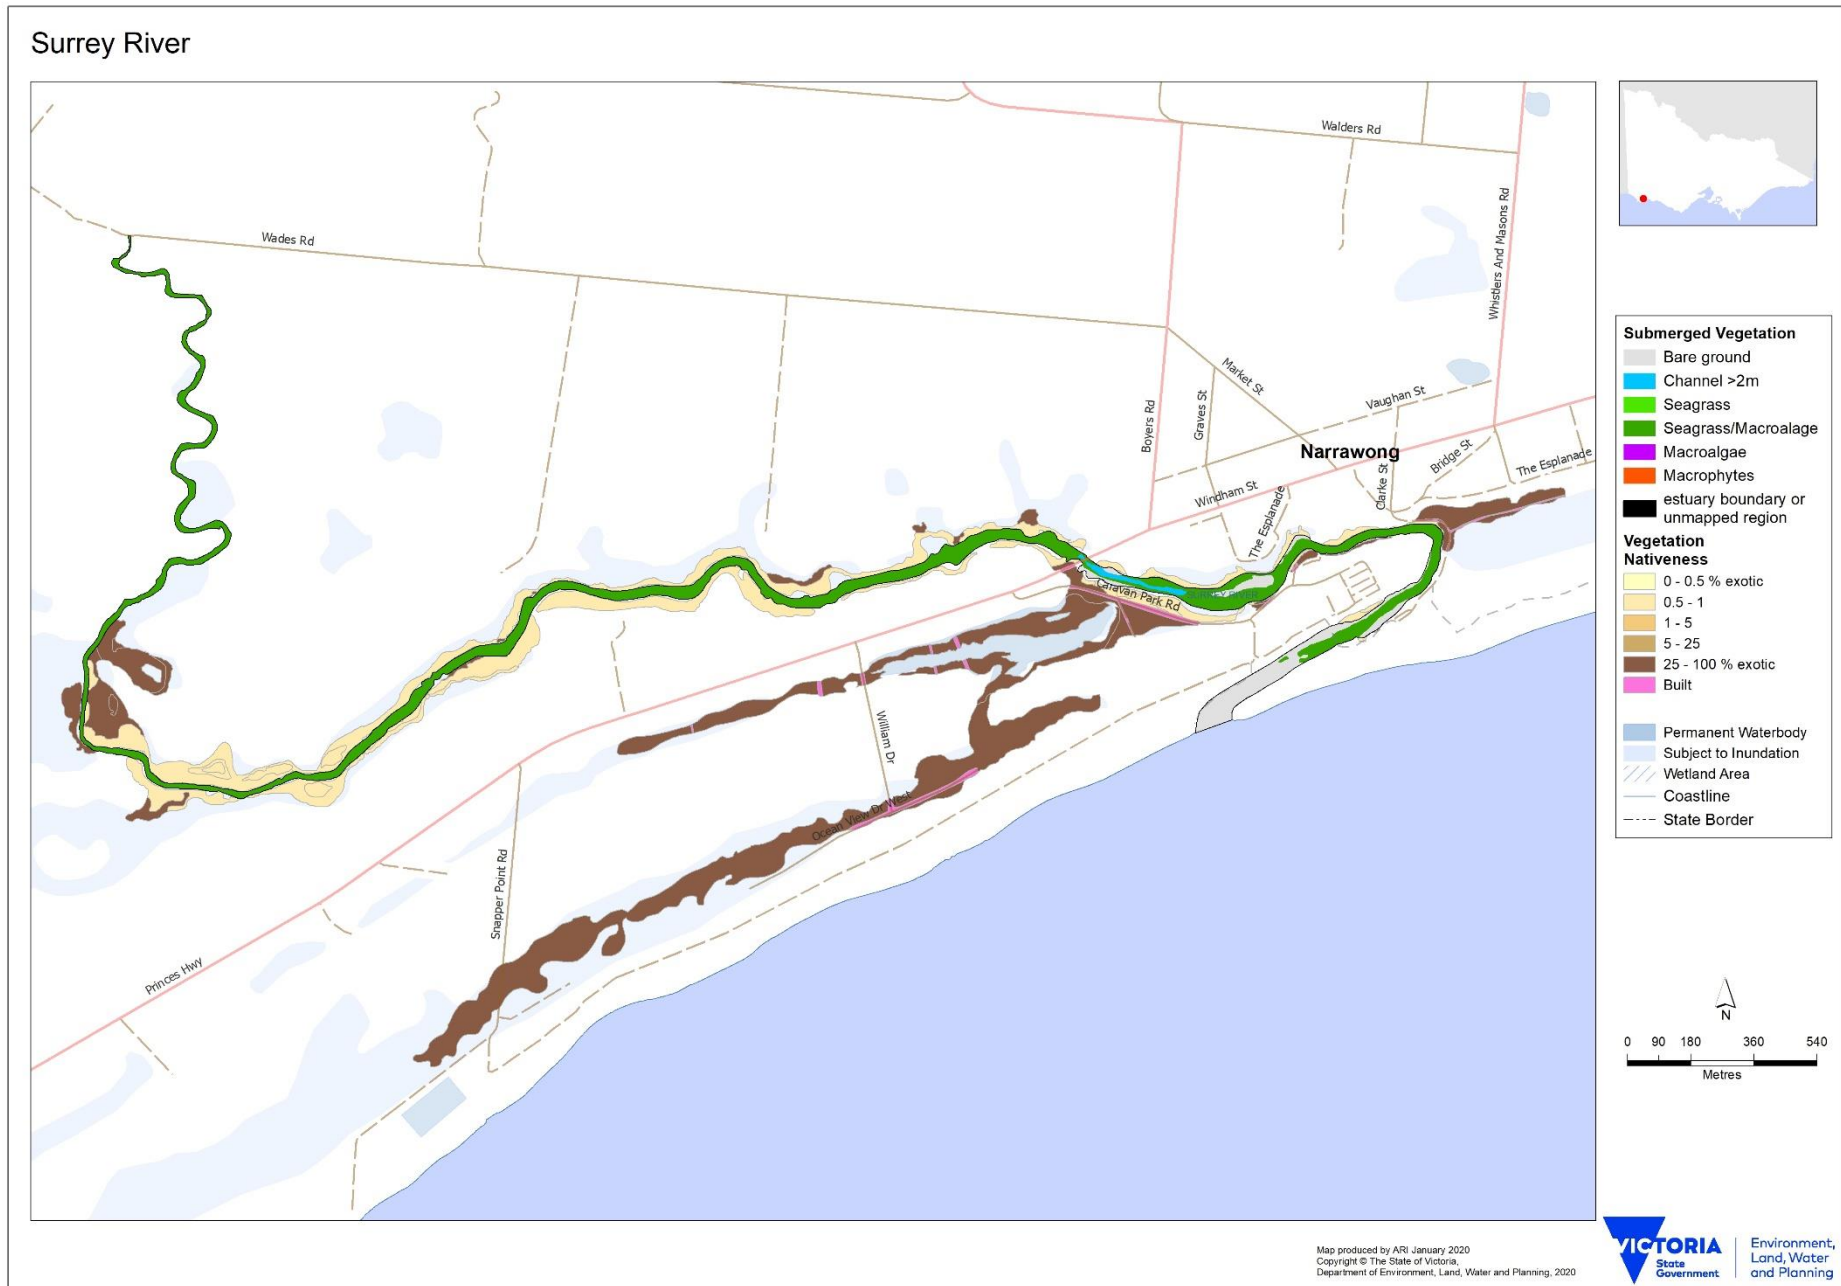 Surrey River
Walders Rd
Wades Rd
Whistlers And Masons Rd
Market St
Graves St
Vaughan St
Boyers Rd
Narrawong
Clarke St
Bridge St
The Esplanade
Windham St
The Esplanade
Caravan Park Rd
SURREY RIVER
William Dr
Ocean View Dr West
Snapper Point Rd
Princes Hwy
Submerged Vegetation
Bare ground
Channel >2m
Seagrass
Seagrass/Macroalage
Macroalgae
Macrophytes
estuary boundary or
unmapped region
Vegetation
Nativeness
0 - 0.5 % exotic
0.5 - 1
1 - 5
5 - 25
25 - 100 % exotic
Built
Permanent Waterbody
Subject to Inundation
Wetland Area
Coastline
State Border
N
0 90 180 360 540
Metres
Map produced by ARI January 2020
Copyright © The State of Victoria,
Department of Environment, Land, Water and Planning, 2020
VICTORIA
State
Government
Environment,
Land, Water
and Planning